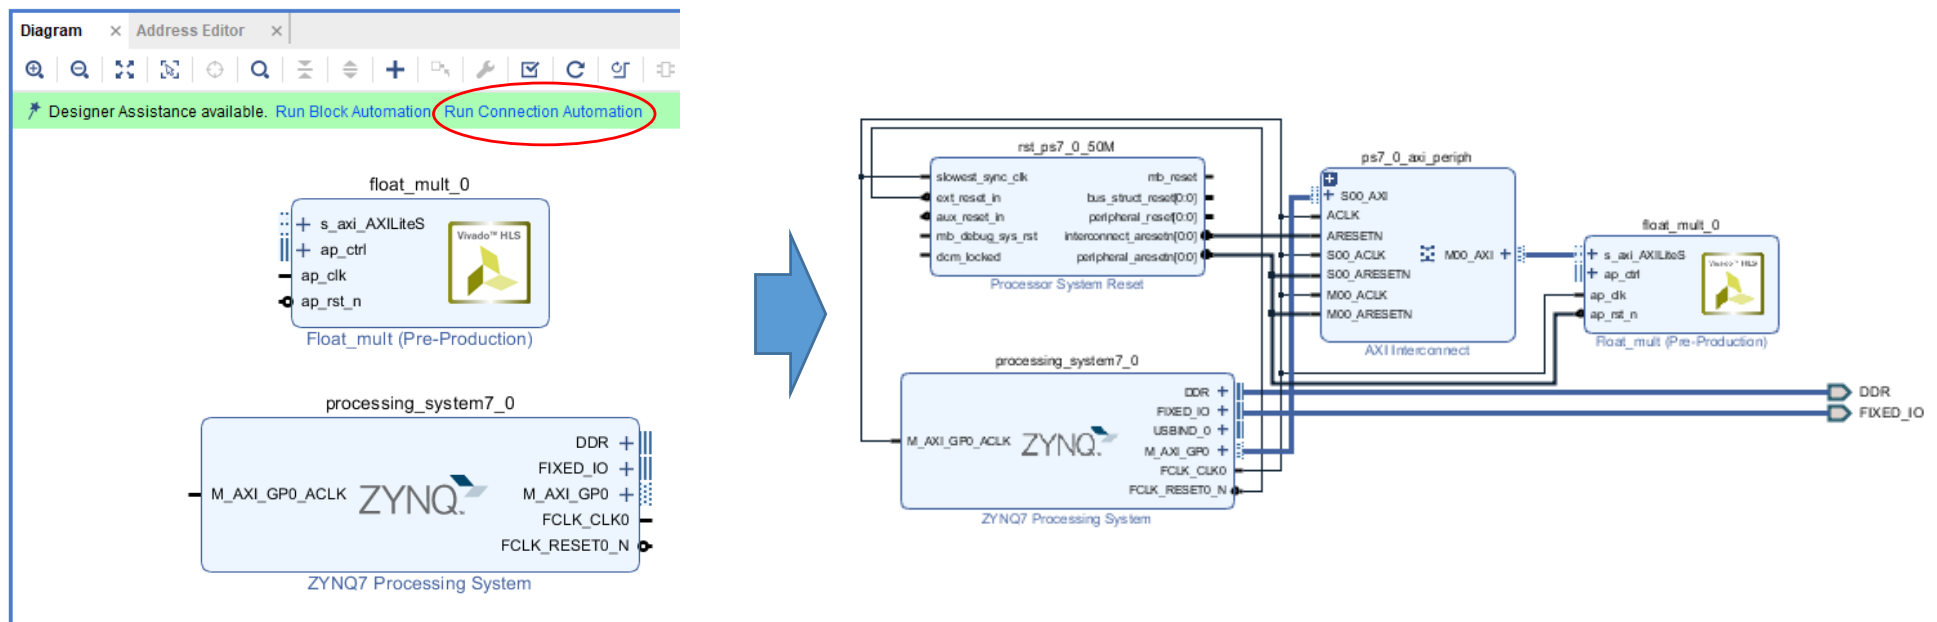 Diagram
Address Editor
Designer Assistance available. Run Block Automation Run Connection Automation
float_mult_0
s_axi_AXILiteS
ap_ctrl
ap_clk
ap_rst_n
Vivado™ HLS
Float_mult (Pre-Production)
processing_system7_0
DDR
FIXED_IO
M_AXI_GP0_ACLK
ZYNQ.
M_AXI_GP0
FCLK_CLK0
FCLK_RESET0_N
ZYNQ7 Processing System
rst_ps7_0_50M
slowest_sync_clk
ext_reset_in
aux_reset_in
mb_debug_sys_rst
dcm_locked
mb_reset
bus_struct_reset[0:0]
peripheral_reset[0:0]
interconnect_aresetn[0:0]
peripheral_aresetn[0:0]
Processor System Reset
ps7_0_axi_periph
S00_AXI
ACLK
ARESETN
S00_ACLK
S00_ARESETN
M00_ACLK
M00_ARESETN
M00_AXI
AXI Interconnect
float_mult_0
s_axi_AXILiteS
ap_ctrl
ap_clk
ap_rst_n
Vivado™ HLS
Float_mult (Pre-Production)
processing_system7_0
M_AXI_GP0_ACLK
ZYNQ.
DDR
FIXED_IO
USBIND_0
M_AXI_GP0
FCLK_CLK0
FCLK_RESET0_N
ZYNQ7 Processing System
DDR
FIXED_IO